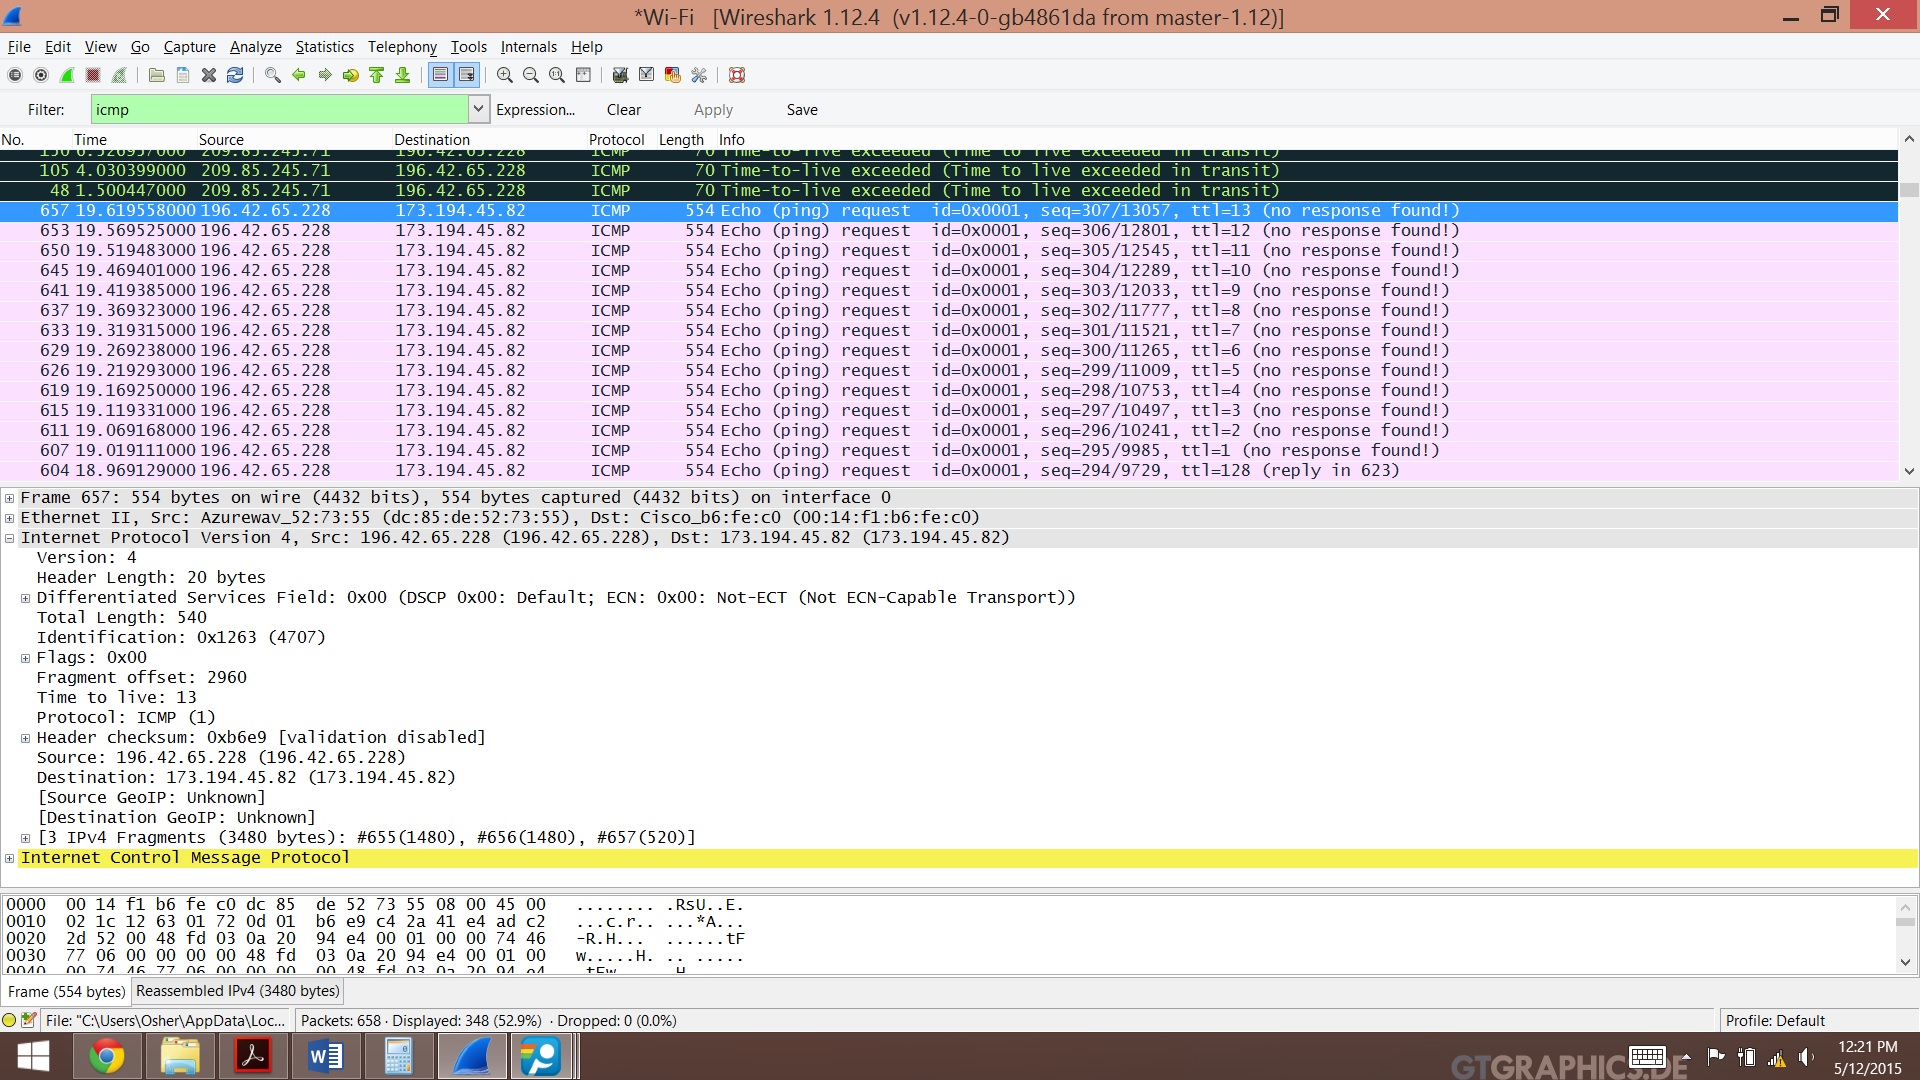 *Wi-Fi [Wireshark 1.12.4 (v1.12.4-0-gb4861da from master-1.12)]
File Edit View Go Capture Analyze Statistics Telephony Tools Internals Help
Filter: icmp Expression... Clear Apply Save
No. Time Source Destination Protocol Length Info
150 6.526957000 209.85.245.71 196.42.65.228 ICMP 70 Time-to-live exceeded (Time to live exceeded in transit)
105 4.030399000 209.85.245.71 196.42.65.228 ICMP 70 Time-to-live exceeded (Time to live exceeded in transit)
48 1.500447000 209.85.245.71 196.42.65.228 ICMP 70 Time-to-live exceeded (Time to live exceeded in transit)
657 19.619558000 196.42.65.228 173.194.45.82 ICMP 554 Echo (ping) request id=0x0001, seq=307/13057, ttl=13 (no response found!)
653 19.569525000 196.42.65.228 173.194.45.82 ICMP 554 Echo (ping) request id=0x0001, seq=306/12801, ttl=12 (no response found!)
650 19.519483000 196.42.65.228 173.194.45.82 ICMP 554 Echo (ping) request id=0x0001, seq=305/12545, ttl=11 (no response found!)
645 19.469401000 196.42.65.228 173.194.45.82 ICMP 554 Echo (ping) request id=0x0001, seq=304/12289, ttl=10 (no response found!)
641 19.419385000 196.42.65.228 173.194.45.82 ICMP 554 Echo (ping) request id=0x0001, seq=303/12033, ttl=9 (no response found!)
637 19.369323000 196.42.65.228 173.194.45.82 ICMP 554 Echo (ping) request id=0x0001, seq=302/11777, ttl=8 (no response found!)
633 19.319315000 196.42.65.228 173.194.45.82 ICMP 554 Echo (ping) request id=0x0001, seq=301/11521, ttl=7 (no response found!)
629 19.269238000 196.42.65.228 173.194.45.82 ICMP 554 Echo (ping) request id=0x0001, seq=300/11265, ttl=6 (no response found!)
626 19.219293000 196.42.65.228 173.194.45.82 ICMP 554 Echo (ping) request id=0x0001, seq=299/11009, ttl=5 (no response found!)
619 19.169250000 196.42.65.228 173.194.45.82 ICMP 554 Echo (ping) request id=0x0001, seq=298/10753, ttl=4 (no response found!)
615 19.119331000 196.42.65.228 173.194.45.82 ICMP 554 Echo (ping) request id=0x0001, seq=297/10497, ttl=3 (no response found!)
611 19.069168000 196.42.65.228 173.194.45.82 ICMP 554 Echo (ping) request id=0x0001, seq=296/10241, ttl=2 (no response found!)
607 19.019111000 196.42.65.228 173.194.45.82 ICMP 554 Echo (ping) request id=0x0001, seq=295/9985, ttl=1 (no response found!)
604 18.969129000 196.42.65.228 173.194.45.82 ICMP 554 Echo (ping) request id=0x0001, seq=294/9729, ttl=128 (reply in 623)
Frame 657: 554 bytes on wire (4432 bits), 554 bytes captured (4432 bits) on interface 0
Ethernet II, Src: Azurewav_52:73:55 (dc:85:de:52:73:55), Dst: Cisco_b6:fe:c0 (00:14:f1:b6:fe:c0)
Internet Protocol Version 4, Src: 196.42.65.228 (196.42.65.228), Dst: 173.194.45.82 (173.194.45.82)
Version: 4
Header Length: 20 bytes
Differentiated Services Field: 0x00 (DSCP 0x00: Default; ECN: 0x00: Not-ECT (Not ECN-Capable Transport))
Total Length: 540
Identification: 0x1263 (4707)
Flags: 0x00
Fragment offset: 2960
Time to live: 13
Protocol: ICMP (1)
Header checksum: 0xb6e9 [validation disabled]
Source: 196.42.65.228 (196.42.65.228)
Destination: 173.194.45.82 (173.194.45.82)
[Source GeoIP: Unknown]
[Destination GeoIP: Unknown]
[3 IPv4 Fragments (3480 bytes): #655(1480), #656(1480), #657(520)]
Internet Control Message Protocol
0000 00 14 f1 b6 fe c0 dc 85 de 52 73 55 08 00 45 00 ........ .RsU..E.
0010 02 1c 12 63 01 72 0d 01 b6 e9 c4 2a 41 e4 ad c2 ...c.r.. ...*A...
0020 2d 52 00 48 fd 03 0a 20 94 e4 00 01 00 00 74 46 -R.H... ......tF
0030 77 06 00 00 00 00 48 fd 03 0a 20 94 e4 00 01 00 w.....H. .. .....
0040 00 74 46 77 06 00 00 00 00 48 fd 03 0a 20 94 e4 .tFw..... .H... ..
Frame (554 bytes) Reassembled IPv4 (3480 bytes)
File: "C:\Users\Osher\AppData\Loc... Packets: 658 · Displayed: 348 (52.9%) · Dropped: 0 (0.0%) Profile: Default
GTGRAPHICS.DE
12:21 PM
5/12/2015